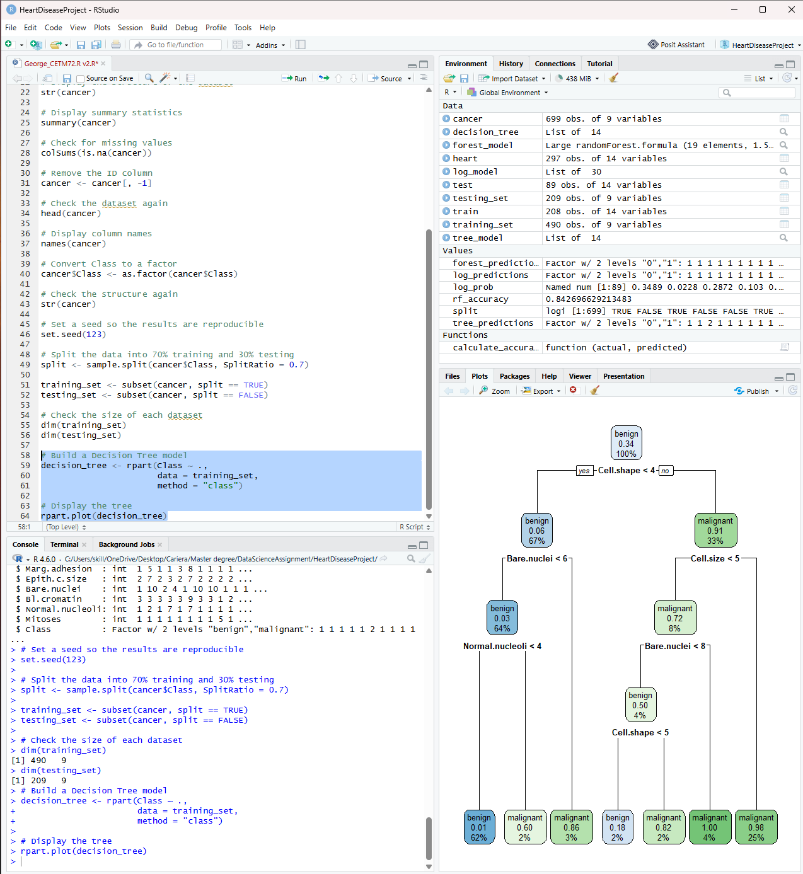 HeartDiseaseProject - RStudio
File Edit Code View Plots Session Build Debug Profile Tools Help
Go to file/function Addins Posit Assistant HeartDiseaseProject
George_CETM72.R v2.R*
Source on Save Run Source
22 str(cancer)
23
24 # Display summary statistics
25 summary(cancer)
26
27 # Check for missing values
28 colSums(is.na(cancer))
29
30 # Remove the ID column
31 cancer <- cancer[, -1]
32
33 # Check the dataset again
34 head(cancer)
35
36 # Display column names
37 names(cancer)
38
39 # Convert Class to a factor
40 cancer$Class <- as.factor(cancer$Class)
41
42 # Check the structure again
43 str(cancer)
44
45 # Set a seed so the results are reproducible
46 set.seed(123)
47
48 # Split the data into 70% training and 30% testing
49 split <- sample.split(cancer$Class, SplitRatio = 0.7)
50
51 training_set <- subset(cancer, split == TRUE)
52 testing_set <- subset(cancer, split == FALSE)
53
54 # Check the size of each dataset
55 dim(training_set)
56 dim(testing_set)
57
58 # Build a Decision Tree model
59 decision_tree <- rpart(Class ~ .,
60 data = training_set,
61 method = "class")
62
63 # Display the tree
64 rpart.plot(decision_tree)
58:1 (Top Level) R Script
Console Terminal Background Jobs
R 4.6.0 · C:/Users/skill/OneDrive/Desktop/Cariera/Master degree/DataScienceAssignment/HeartDiseaseProject/
$ Marg.adhesion : int 1 5 1 1 3 8 1 1 1 1 ...
$ Epith.c.size : int 2 7 2 3 2 7 2 2 2 2 ...
$ Bare.nuclei : int 1 10 2 4 1 10 10 1 1 1 ...
$ Bl.cromatin : int 3 3 3 3 3 9 3 3 1 2 ...
$ Normal.nucleoli: int 1 2 1 7 1 7 1 1 1 1 ...
$ Mitoses : int 1 1 1 1 1 1 1 1 5 1 ...
$ Class : Factor w/ 2 levels "benign","malignant": 1 1 1 1 1 2 1 1 1 1
...
> # Set a seed so the results are reproducible
> set.seed(123)
>
> # Split the data into 70% training and 30% testing
> split <- sample.split(cancer$Class, SplitRatio = 0.7)
>
> training_set <- subset(cancer, split == TRUE)
> testing_set <- subset(cancer, split == FALSE)
>
> # Check the size of each dataset
> dim(training_set)
[1] 490 9
> dim(testing_set)
[1] 209 9
> # Build a Decision Tree model
> decision_tree <- rpart(Class ~ .,
+ data = training_set,
+ method = "class")
>
> # Display the tree
> rpart.plot(decision_tree)
>
Environment History Connections Tutorial
Import Dataset 438 MiB List
R Global Environment
Data
cancer 699 obs. of 9 variables
decision_tree List of 14
forest_model Large randomForest.formula (19 elements, 1.5…
heart 297 obs. of 14 variables
log_model List of 30
test 89 obs. of 14 variables
testing_set 209 obs. of 9 variables
train 208 obs. of 14 variables
training_set 490 obs. of 9 variables
tree_model List of 14
Values
forest_predictio… Factor w/ 2 levels "0","1": 1 1 1 1 1 1 1 1 1 …
log_predictions Factor w/ 2 levels "0","1": 1 1 1 1 1 1 1 1 1 …
log_prob Named num [1:89] 0.3489 0.0228 0.2872 0.103 0.…
rf_accuracy 0.842696629213483
split logi [1:699] TRUE FALSE TRUE FALSE FALSE TRUE …
tree_predictions Factor w/ 2 levels "0","1": 1 1 2 1 1 1 1 1 1 …
Functions
calculate_accura… function (actual, predicted)
Files Plots Packages Help Viewer Presentation
Zoom Export Publish
benign
0.34
100%
yes Cell.shape < 4 no
benign
0.06
67%
malignant
0.91
33%
Bare.nuclei < 6
Cell.size < 5
benign
0.03
64%
malignant
0.72
8%
Normal.nucleoli < 4
Bare.nuclei < 8
benign
0.50
4%
Cell.shape < 5
benign
0.01
62%
malignant
0.60
2%
malignant
0.86
3%
benign
0.18
2%
malignant
0.82
2%
malignant
1.00
4%
malignant
0.98
25%